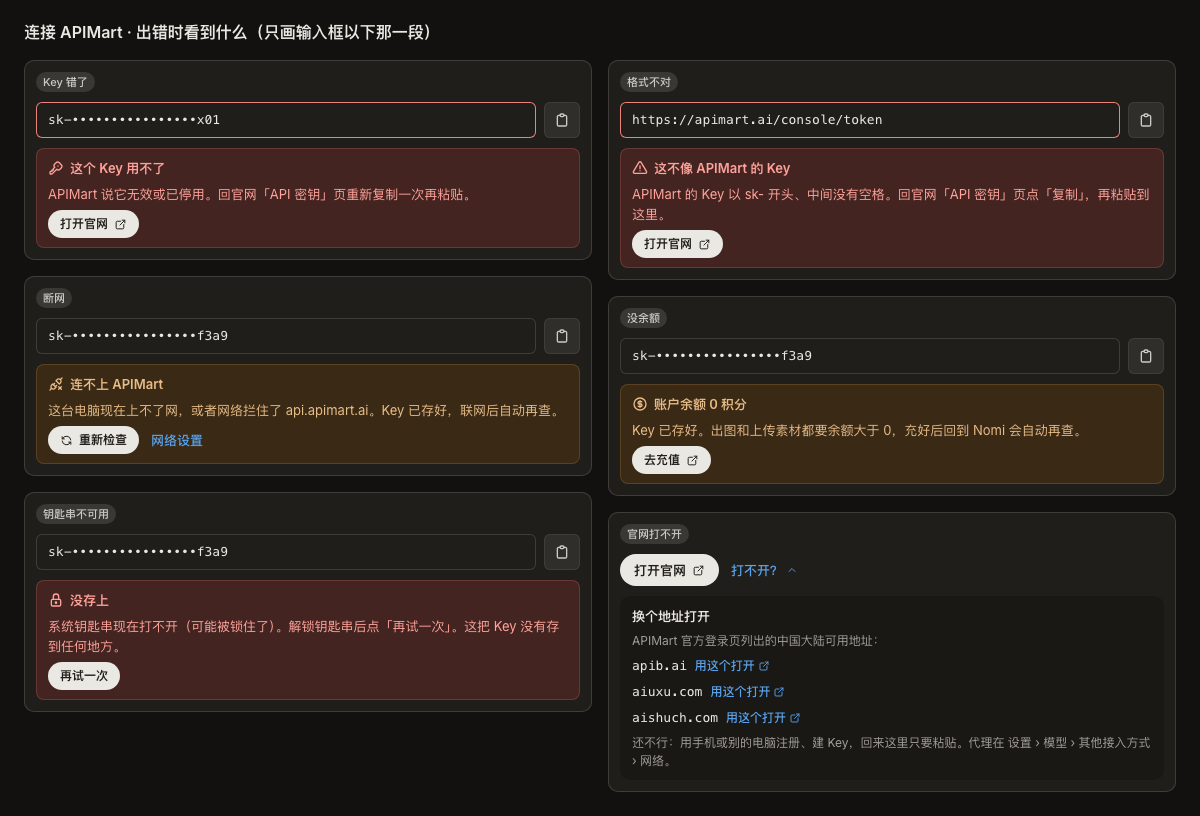 连接 APIMart · 出错时看到什么（只画输入框以下那一段）
Key 错了
sk-••••••••••••••••x01
这个 Key 用不了
APIMart 说它无效或已停用。回官网「API 密钥」页重新复制一次再粘贴。
打开官网
断网
sk-••••••••••••••••f3a9
连不上 APIMart
这台电脑现在上不了网，或者网络拦住了 api.apimart.ai。Key 已存好，联网后自动再查。
重新检查 网络设置
钥匙串不可用
sk-••••••••••••••••f3a9
没存上
系统钥匙串现在打不开（可能被锁住了）。解锁钥匙串后点「再试一次」。这把 Key 没有存
到任何地方。
再试一次
格式不对
https://apimart.ai/console/token
这不像 APIMart 的 Key
APIMart 的 Key 以 sk- 开头、中间没有空格。回官网「API 密钥」页点「复制」，再粘贴到
这里。
打开官网
没余额
sk-••••••••••••••••f3a9
账户余额 0 积分
Key 已存好。出图和上传素材都要余额大于 0，充好后回到 Nomi 会自动再查。
去充值
官网打不开
打开官网 打不开?
换个地址打开
APIMart 官方登录页列出的中国大陆可用地址：
apib.ai 用这个打开
aiuxu.com 用这个打开
aishuch.com 用这个打开
还不行：用手机或别的电脑注册、建 Key，回来这里只要粘贴。代理在 设置 › 模型 › 其他接入方式
› 网络。